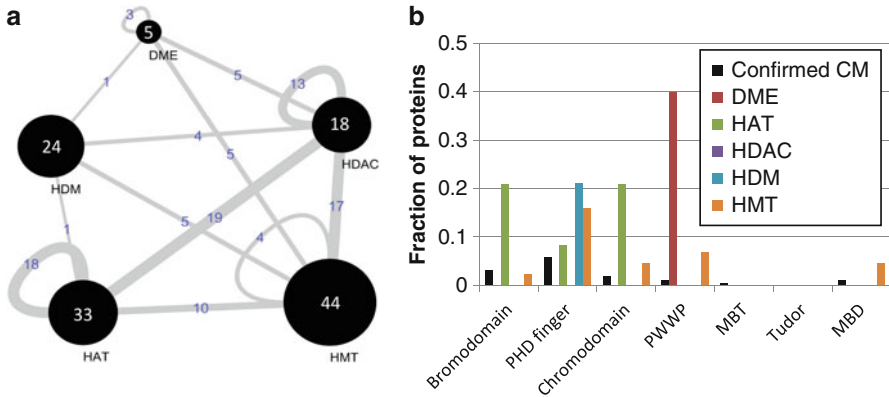 a
3
5
DME
1
5
13
24
HDM
4
18
HDAC
5
17
5
19
4
1
18
33
HAT
10
44
HMT
b
Fraction of proteins
0.5
0.4
0.3
0.2
0.1
0
Confirmed CM
DME
HAT
HDAC
HDM
HMT
Bromodomain
PHD finger
Chromodomain
PWWP
MBT
Tudor
MBD